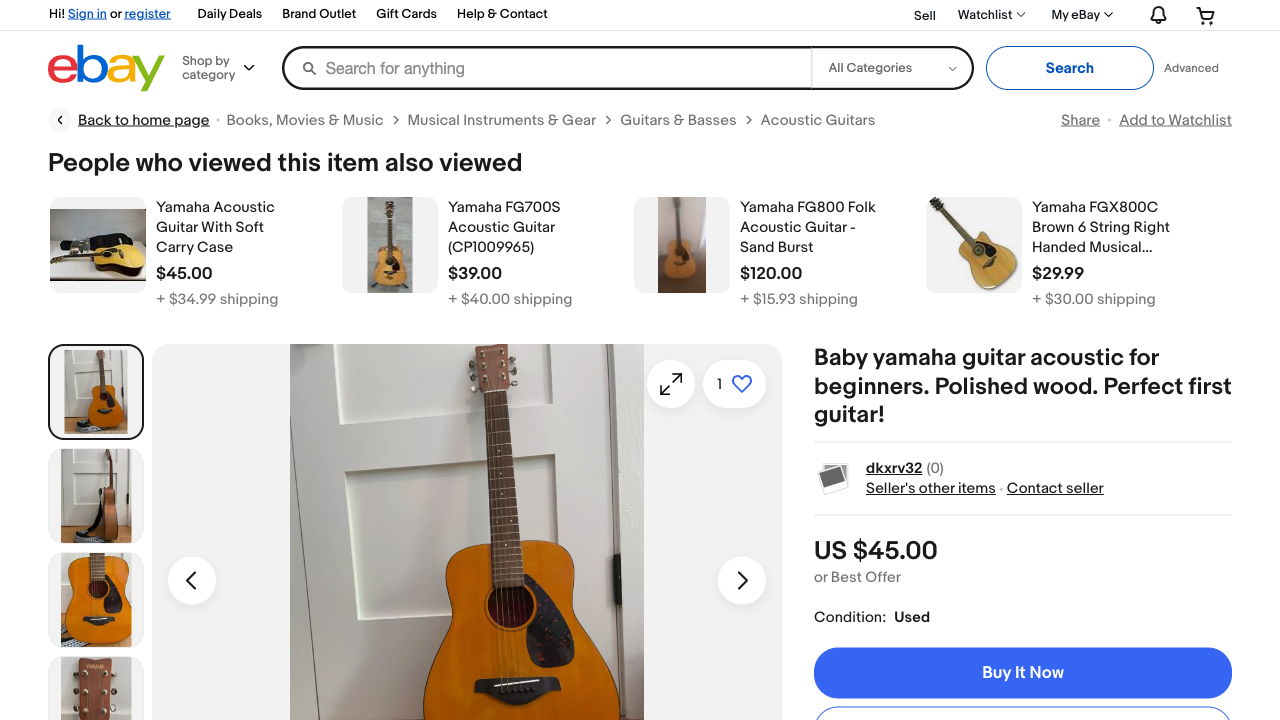 Hi! Sign in or register Daily Deals Brand Outlet Gift Cards Help & Contact Sell Watchlist My eBay
ebay Shop by category Search for anything All Categories Search Advanced
Back to home page · Books, Movies & Music > Musical Instruments & Gear > Guitars & Basses > Acoustic Guitars Share · Add to Watchlist
People who viewed this item also viewed
Yamaha Acoustic
Guitar With Soft
Carry Case
$45.00
+ $34.99 shipping
Yamaha FG700S
Acoustic Guitar
(CP1009965)
$39.00
+ $40.00 shipping
Yamaha FG800 Folk
Acoustic Guitar -
Sand Burst
$120.00
+ $15.93 shipping
Yamaha FGX800C
Brown 6 String Right
Handed Musical...
$29.99
+ $30.00 shipping
YAMAHA
1
Baby yamaha guitar acoustic for
beginners. Polished wood. Perfect first
guitar!
dkxrv32 (0)
Seller's other items · Contact seller
US $45.00
or Best Offer
Condition: Used
Buy It Now